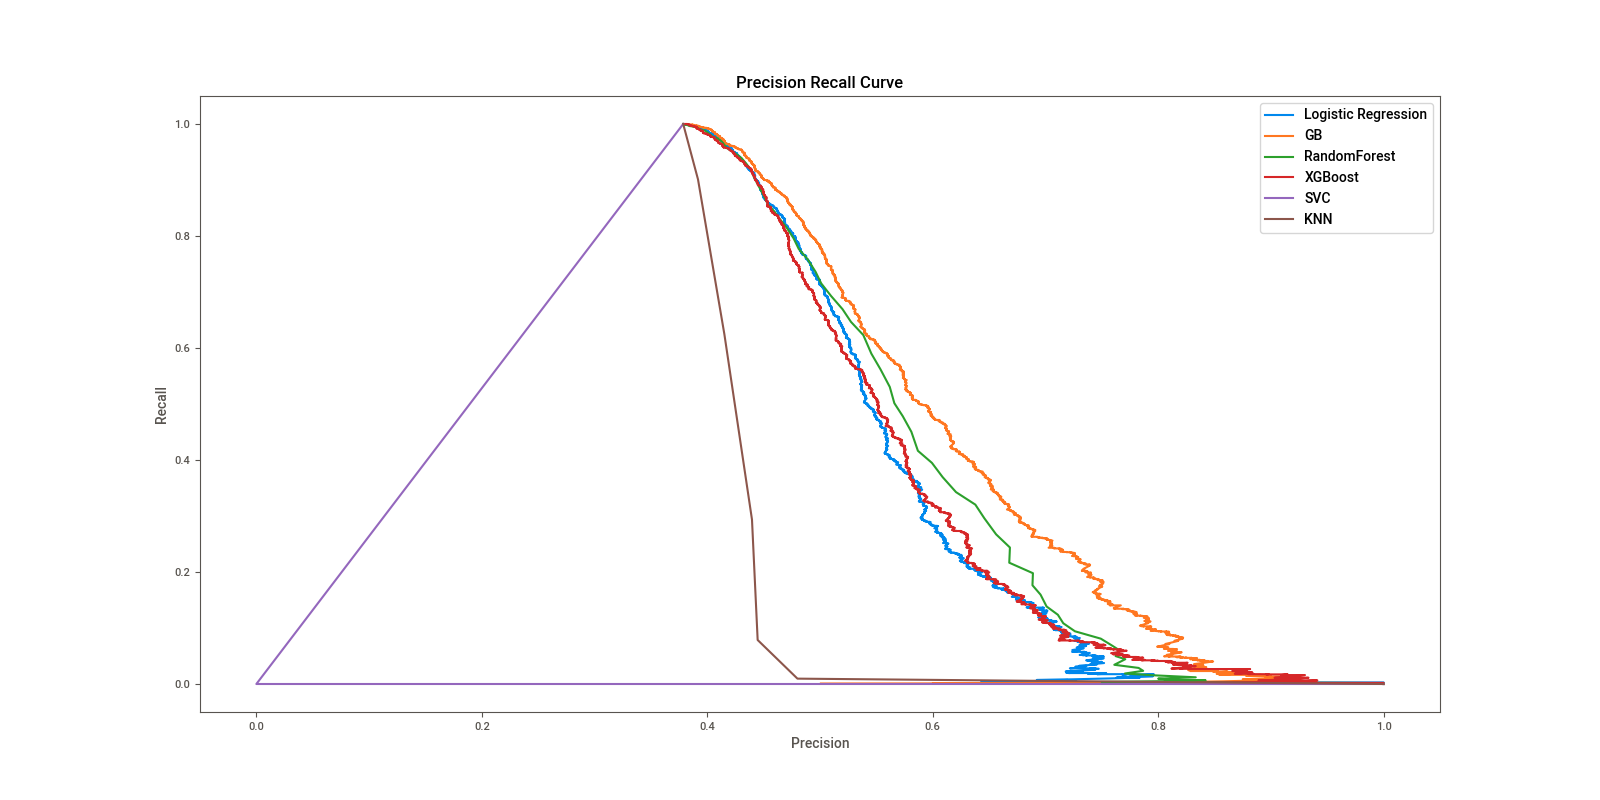 Precision Recall Curve
Logistic Regression
GB
RandomForest
XGBoost
SVC
KNN
1.0
0.8
0.6
0.4
0.2
0.0
Recall
0.0 0.2 0.4 0.6 0.8 1.0
Precision